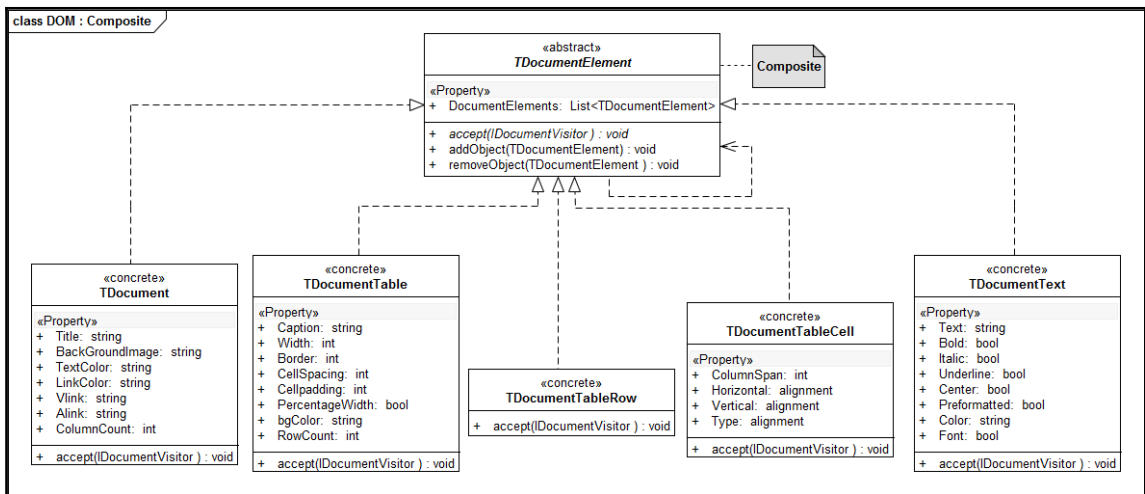 class DOM : Composite
«abstract»
TDocumentElement
«Property»
+ DocumentElements: List<TDocumentElement>
+ accept(IDocumentVisitor ) : void
+ addObject(TDocumentElement) : void
+ removeObject(TDocumentElement ) : void
Composite
«concrete»
TDocument
«Property»
+ Title: string
+ BackGroundImage: string
+ TextColor: string
+ LinkColor: string
+ Vlink: string
+ Alink: string
+ ColumnCount: int
+ accept(IDocumentVisitor ) : void
«concrete»
TDocumentTable
«Property»
+ Caption: string
+ Width: int
+ Border: int
+ CellSpacing: int
+ Cellpadding: int
+ PercentageWidth: bool
+ bgColor: string
+ RowCount: int
+ accept(IDocumentVisitor ) : void
«concrete»
TDocumentTableRow
+ accept(IDocumentVisitor ) : void
«concrete»
TDocumentTableCell
«Property»
+ ColumnSpan: int
+ Horizontal: alignment
+ Vertical: alignment
+ Type: alignment
+ accept(IDocumentVisitor ) : void
«concrete»
TDocumentText
«Property»
+ Text: string
+ Bold: bool
+ Italic: bool
+ Underline: bool
+ Center: bool
+ Preformatted: bool
+ Color: string
+ Font: bool
+ accept(IDocumentVisitor ) : void